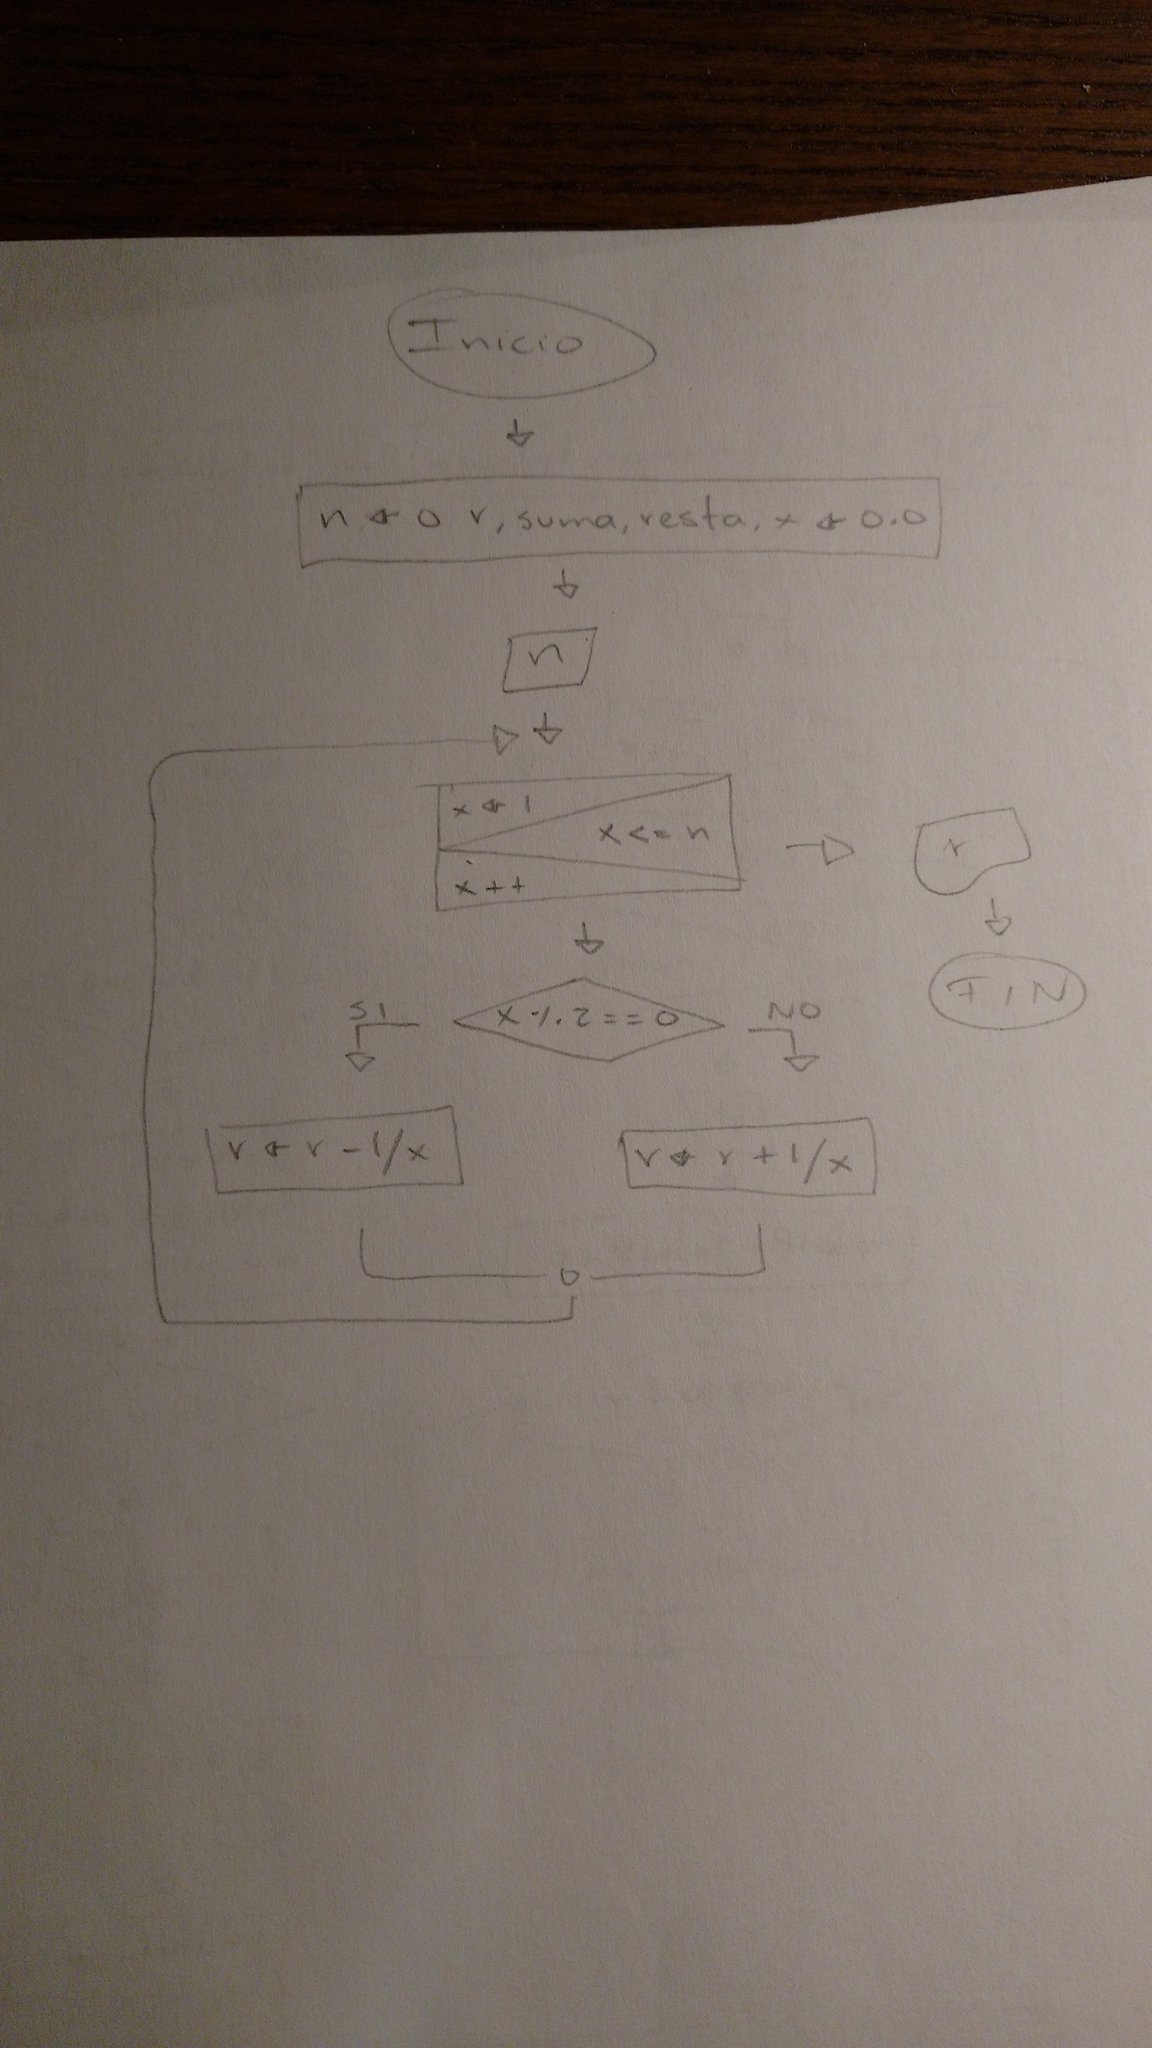 Inicio
n ← 0 r, suma, resta, x ← 0.0
n
x ← 1
x <= n
x++
r
FIN
x % 2 == 0
SI
NO
r ← r - 1/x
r ← r + 1/x